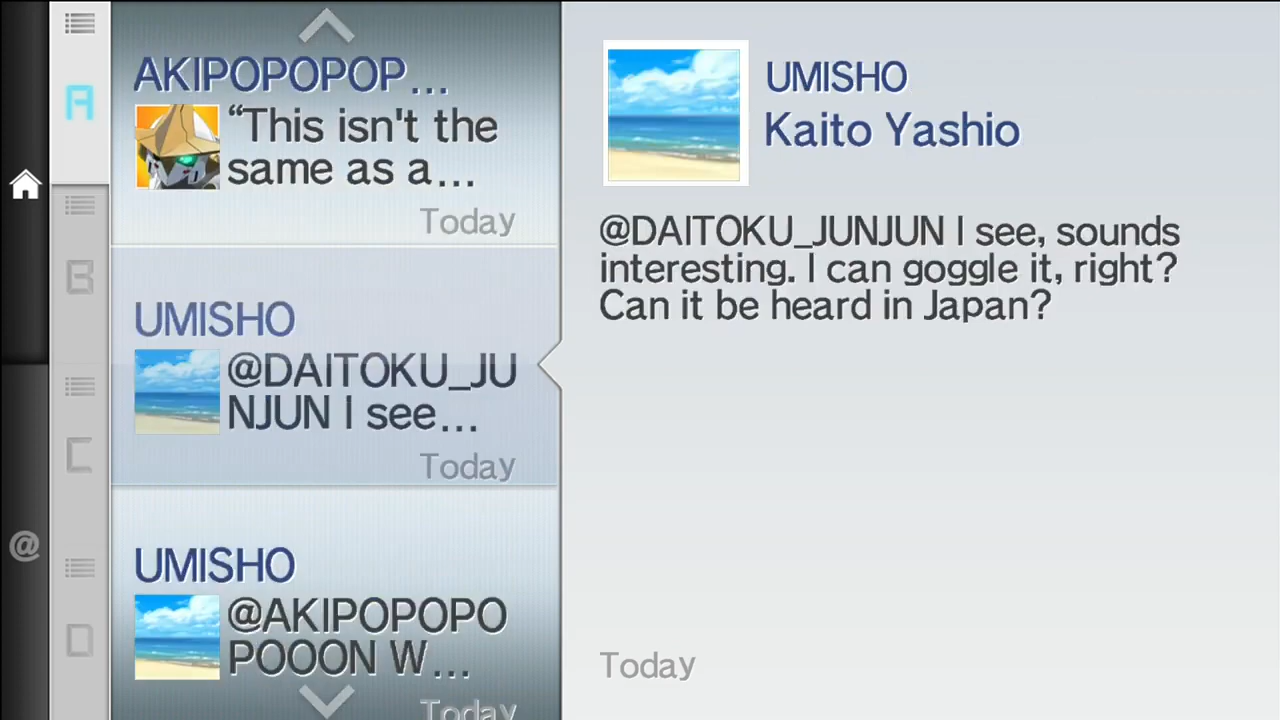 A
B
C
D
@
AKIPOPOPOP...
“This isn't the
same as a...
Today
UMISHO
@DAITOKU_JU
NJUN I see...
Today
UMISHO
@AKIPOPOPO
POOON W...
Today
UMISHO
Kaito Yashio
@DAITOKU_JUNJUN I see, sounds
interesting. I can goggle it, right?
Can it be heard in Japan?
Today